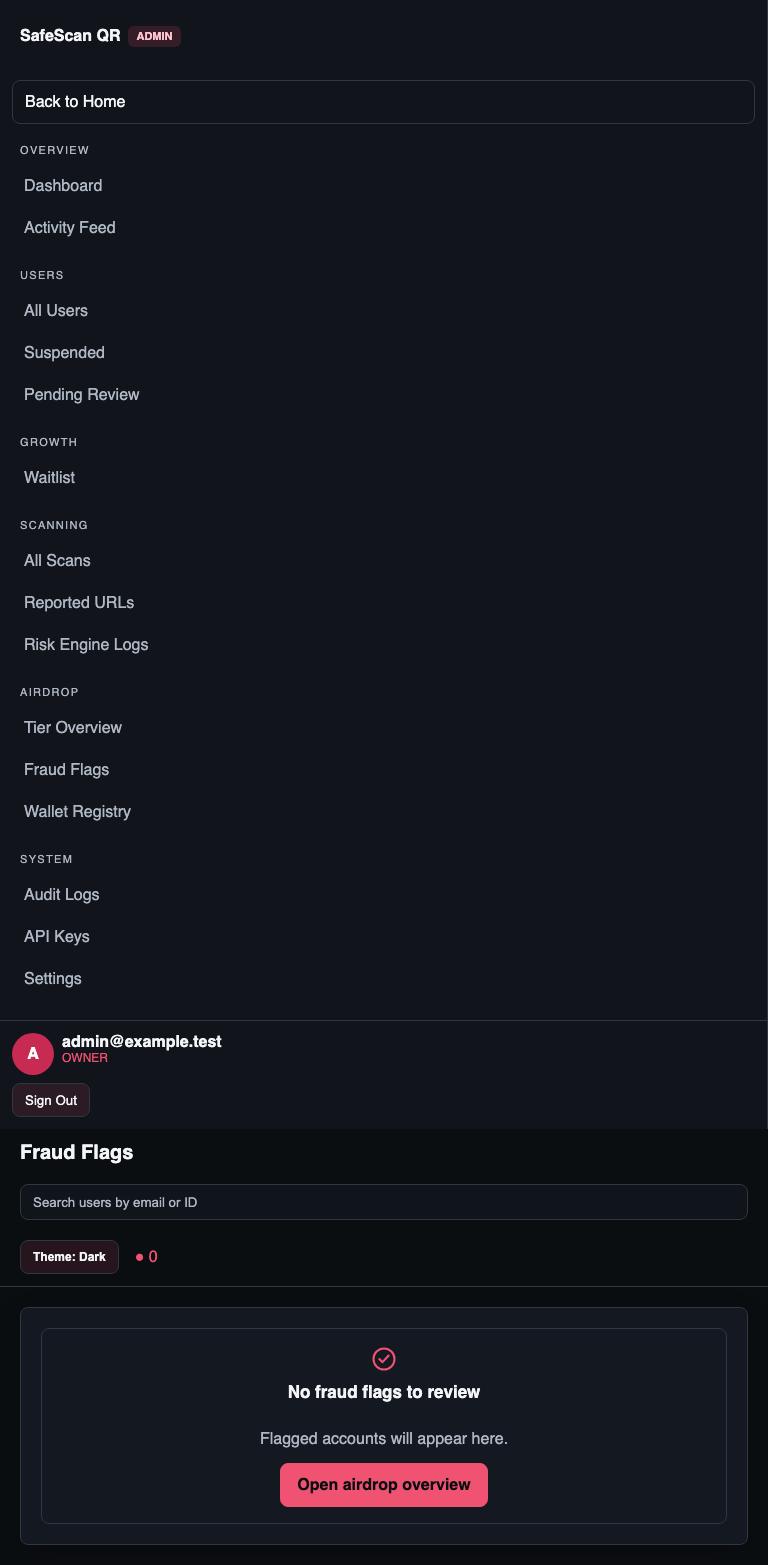 SafeScan QR ADMIN
Back to Home
OVERVIEW
Dashboard
Activity Feed
USERS
All Users
Suspended
Pending Review
GROWTH
Waitlist
SCANNING
All Scans
Reported URLs
Risk Engine Logs
AIRDROP
Tier Overview
Fraud Flags
Wallet Registry
SYSTEM
Audit Logs
API Keys
Settings
A admin@example.test
OWNER
Sign Out
Fraud Flags
Search users by email or ID
Theme: Dark 0
No fraud flags to review
Flagged accounts will appear here.
Open airdrop overview